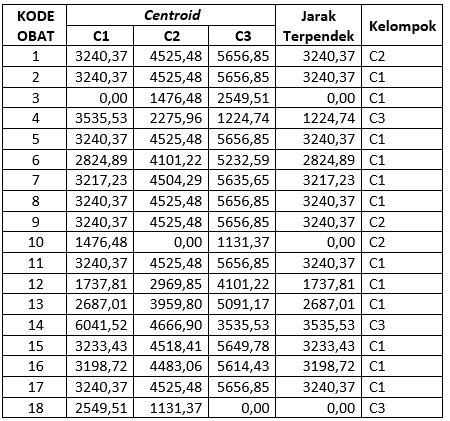 KODE OBAT Centroid Jarak Terpendek Kelompok
C1 C2 C3
1 3240,37 4525,48 5656,85 3240,37 C2
2 3240,37 4525,48 5656,85 3240,37 C1
3 0,00 1476,48 2549,51 0,00 C1
4 3535,53 2275,96 1224,74 1224,74 C3
5 3240,37 4525,48 5656,85 3240,37 C1
6 2824,89 4101,22 5232,59 2824,89 C1
7 3217,23 4504,29 5635,65 3217,23 C1
8 3240,37 4525,48 5656,85 3240,37 C1
9 3240,37 4525,48 5656,85 3240,37 C2
10 1476,48 0,00 1131,37 0,00 C2
11 3240,37 4525,48 5656,85 3240,37 C1
12 1737,81 2969,85 4101,22 1737,81 C1
13 2687,01 3959,80 5091,17 2687,01 C1
14 6041,52 4666,90 3535,53 3535,53 C3
15 3233,43 4518,41 5649,78 3233,43 C1
16 3198,72 4483,06 5614,43 3198,72 C1
17 3240,37 4525,48 5656,85 3240,37 C1
18 2549,51 1131,37 0,00 0,00 C3